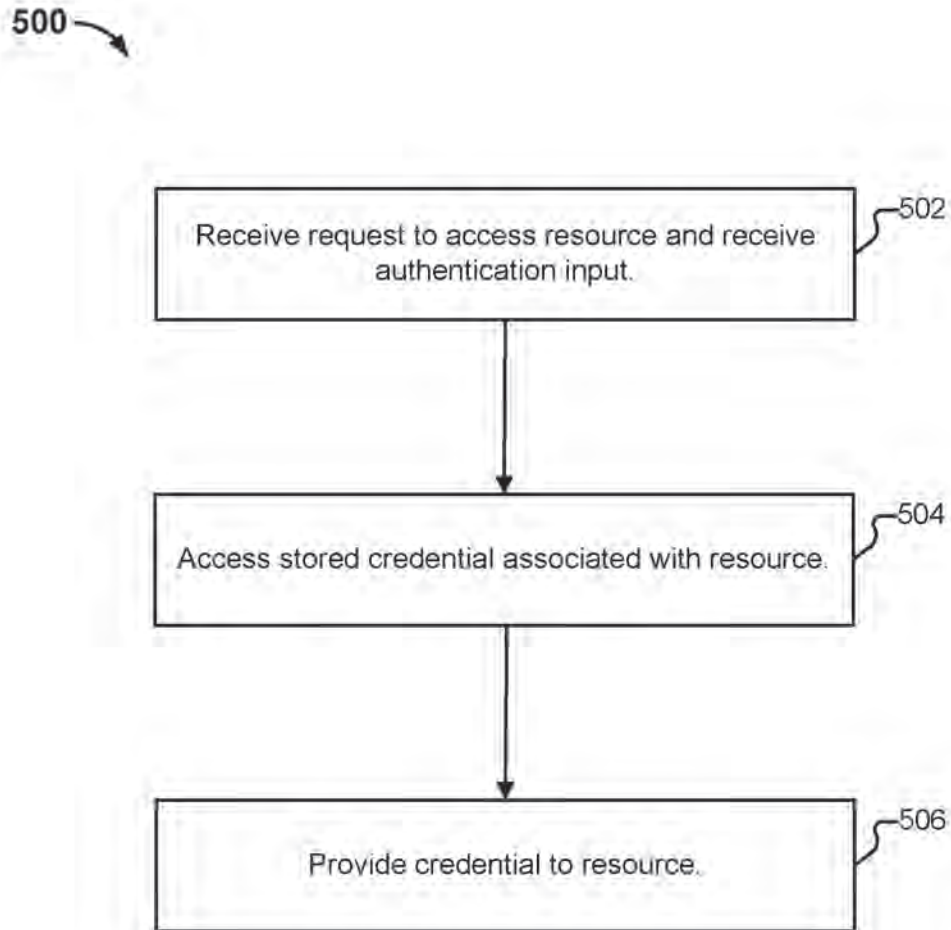 500
Receive request to access resource and receive
authentication input.
502
Access stored credential associated with resource.
504
Provide credential to resource.
506